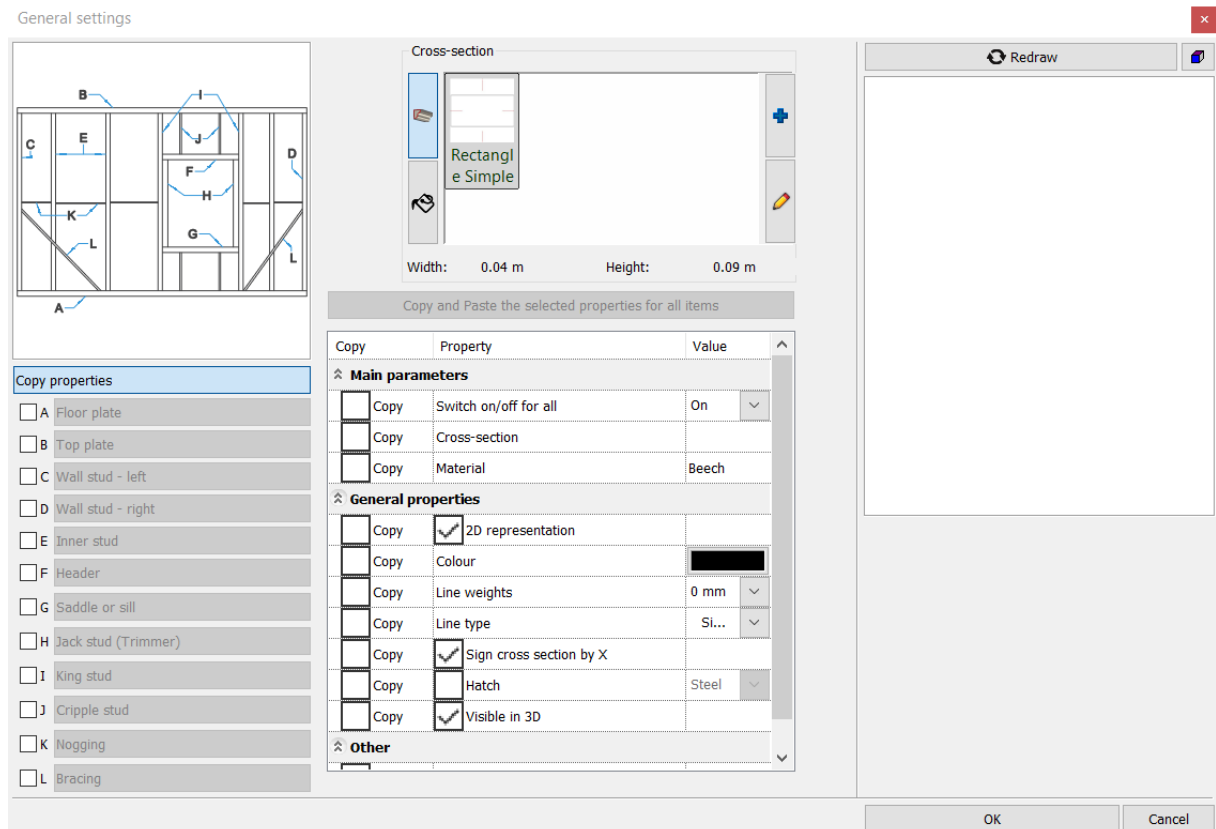 General settings
×
B
I
C
E
J
D
F
H
K
G
L
L
A
Cross-section
Rectangl
e Simple
Width: 0.04 m Height: 0.09 m
Copy and Paste the selected properties for all items
Redraw
Copy properties
A Floor plate
B Top plate
C Wall stud - left
D Wall stud - right
E Inner stud
F Header
G Saddle or sill
H Jack stud (Trimmer)
I King stud
J Cripple stud
K Nogging
L Bracing
Copy Property Value
Main parameters
Copy Switch on/off for all On
Copy Cross-section
Copy Material Beech
General properties
Copy 2D representation
Copy Colour
Copy Line weights 0 mm
Copy Line type Si...
Copy Sign cross section by X
Copy Hatch Steel
Copy Visible in 3D
Other
OK Cancel